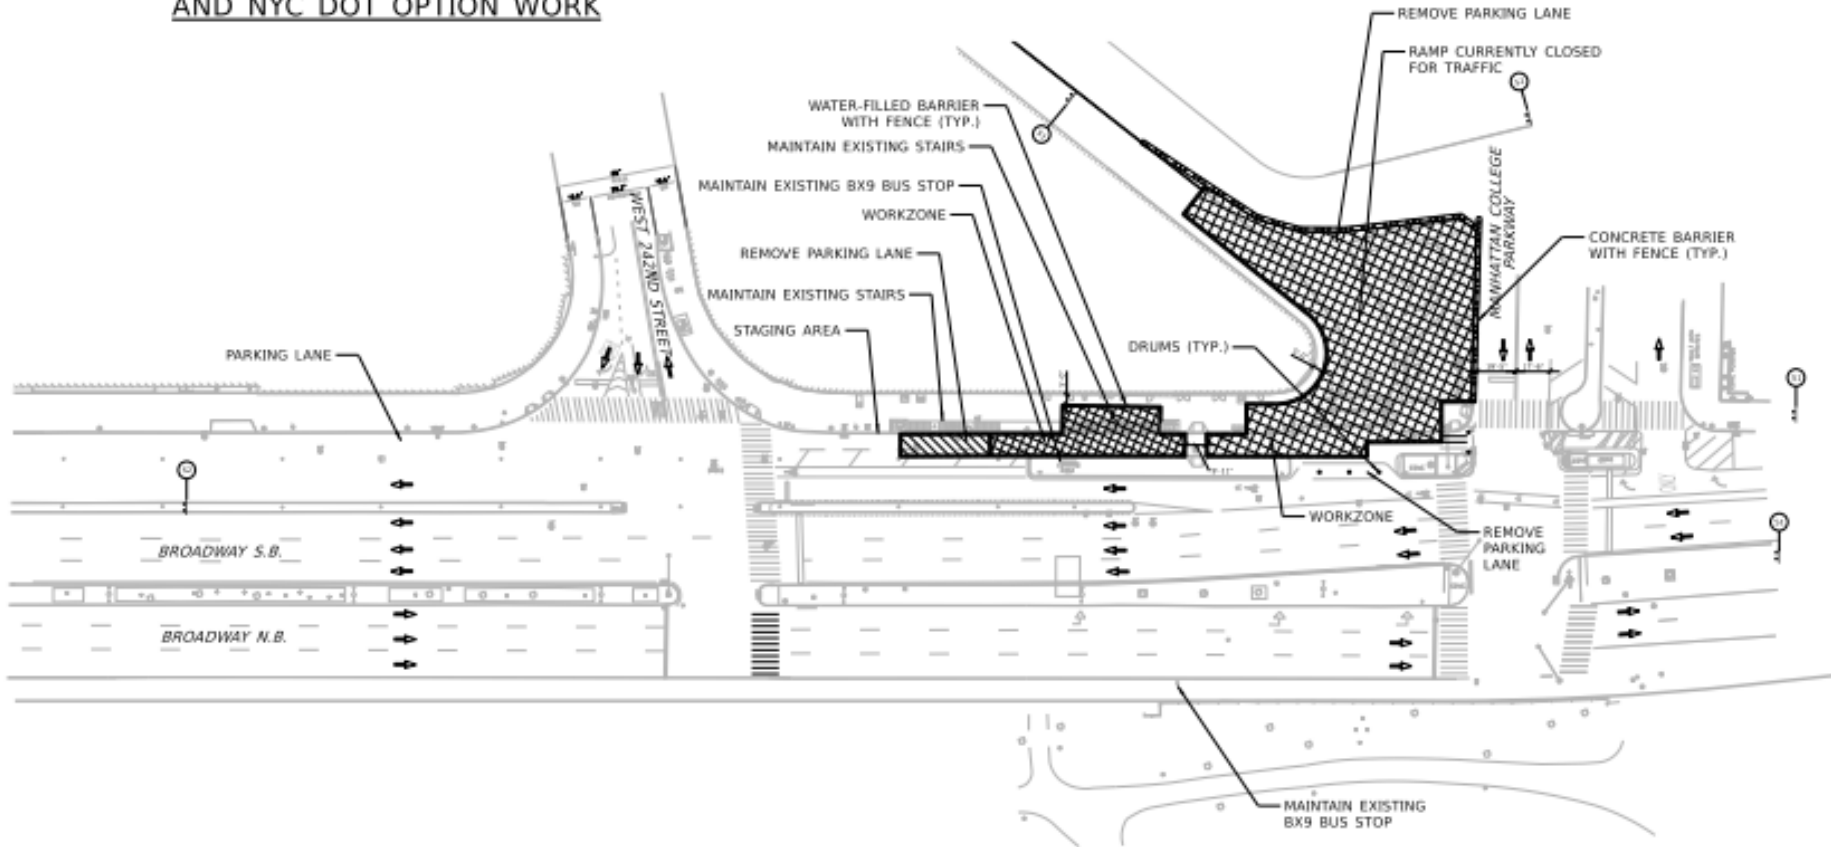 AND NYC DOT OPTION WORK
REMOVE PARKING LANE
RAMP CURRENTLY CLOSED
FOR TRAFFIC
WATER-FILLED BARRIER
WITH FENCE (TYP.)
MAINTAIN EXISTING STAIRS
MAINTAIN EXISTING BX9 BUS STOP
WORKZONE
REMOVE PARKING LANE
MAINTAIN EXISTING STAIRS
STAGING AREA
PARKING LANE
WEST 242ND STREET
DRUMS (TYP.)
MANHATTAN COLLEGE
PARKWAY
CONCRETE BARRIER
WITH FENCE (TYP.)
WORKZONE
REMOVE
PARKING
LANE
BROADWAY S.B.
BROADWAY N.B.
MAINTAIN EXISTING
BX9 BUS STOP